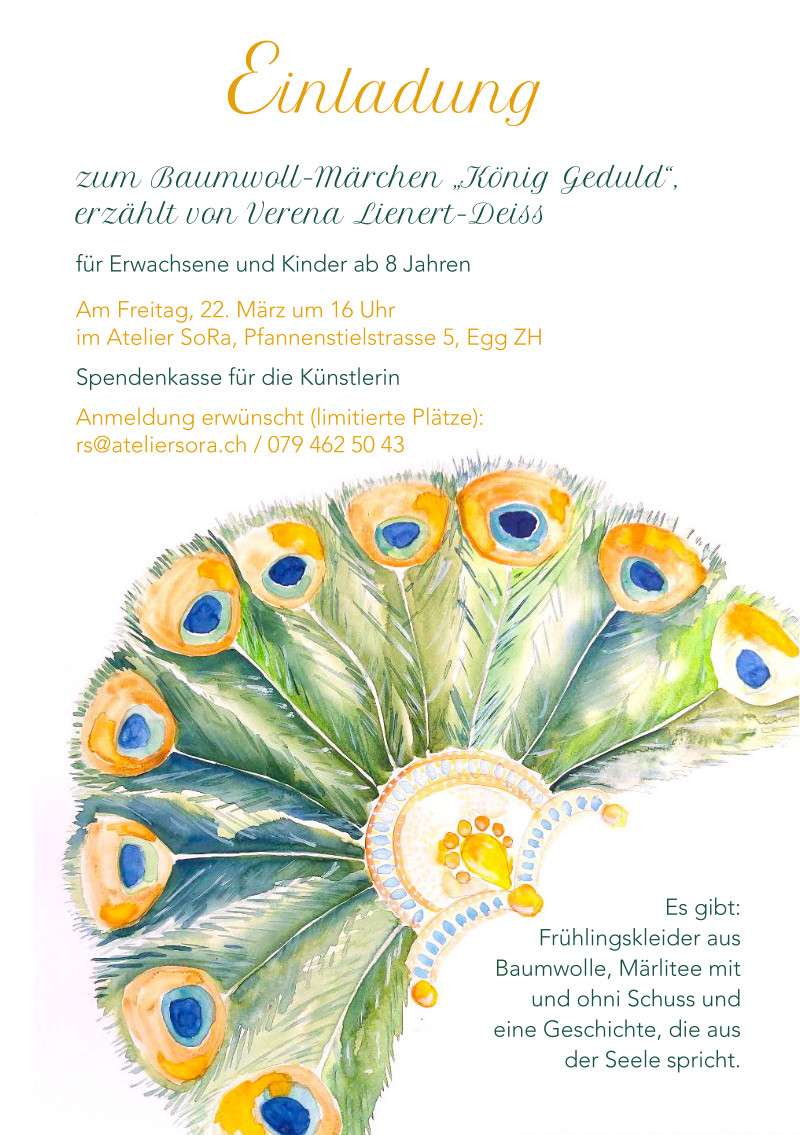 Einladung
zum Baumwoll-Märchen „König Geduld“,
erzählt von Verena Lienert-Deiss
für Erwachsene und Kinder ab 8 Jahren
Am Freitag, 22. März um 16 Uhr
im Atelier SoRa, Pfannenstielstrasse 5, Egg ZH
Spendenkasse für die Künstlerin
Anmeldung erwünscht (limitierte Plätze):
rs@ateliersora.ch / 079 462 50 43
Es gibt:
Frühlingskleider aus
Baumwolle, Märlitee mit
und ohni Schuss und
eine Geschichte, die aus
der Seele spricht.